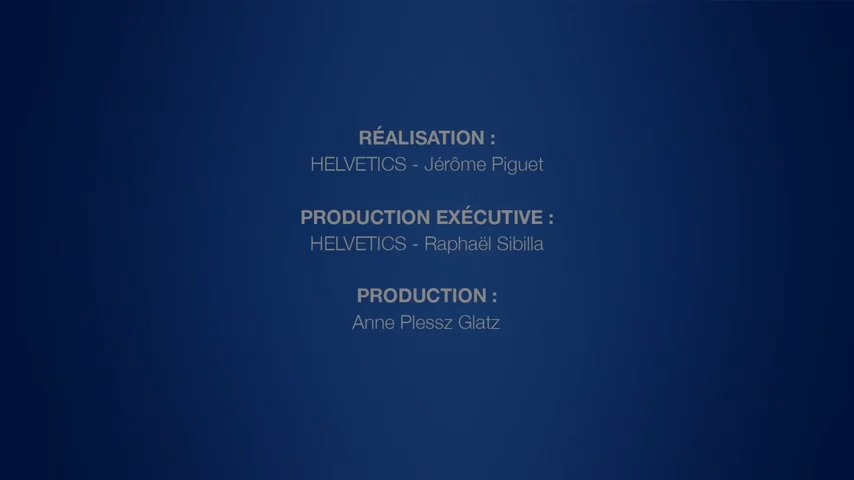 RÉALISATION :
HELVETICS - Jérôme Piguet
PRODUCTION EXÉCUTIVE :
HELVETICS - Raphaël Sibilla
PRODUCTION :
Anne Plessz Glatz